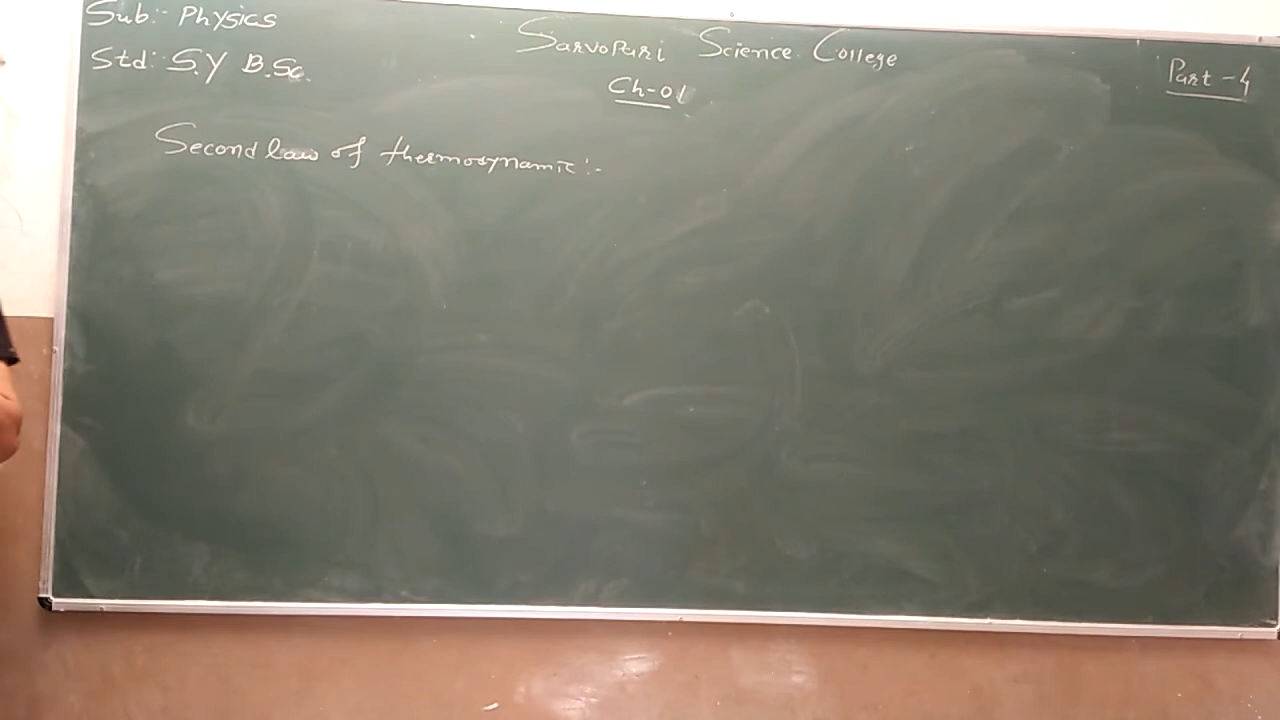 Sub:- Physics
Std:- S.Y B.Sc.
Sarvopari Science College
Ch-01
Part-4
Second law of thermodynamic:-